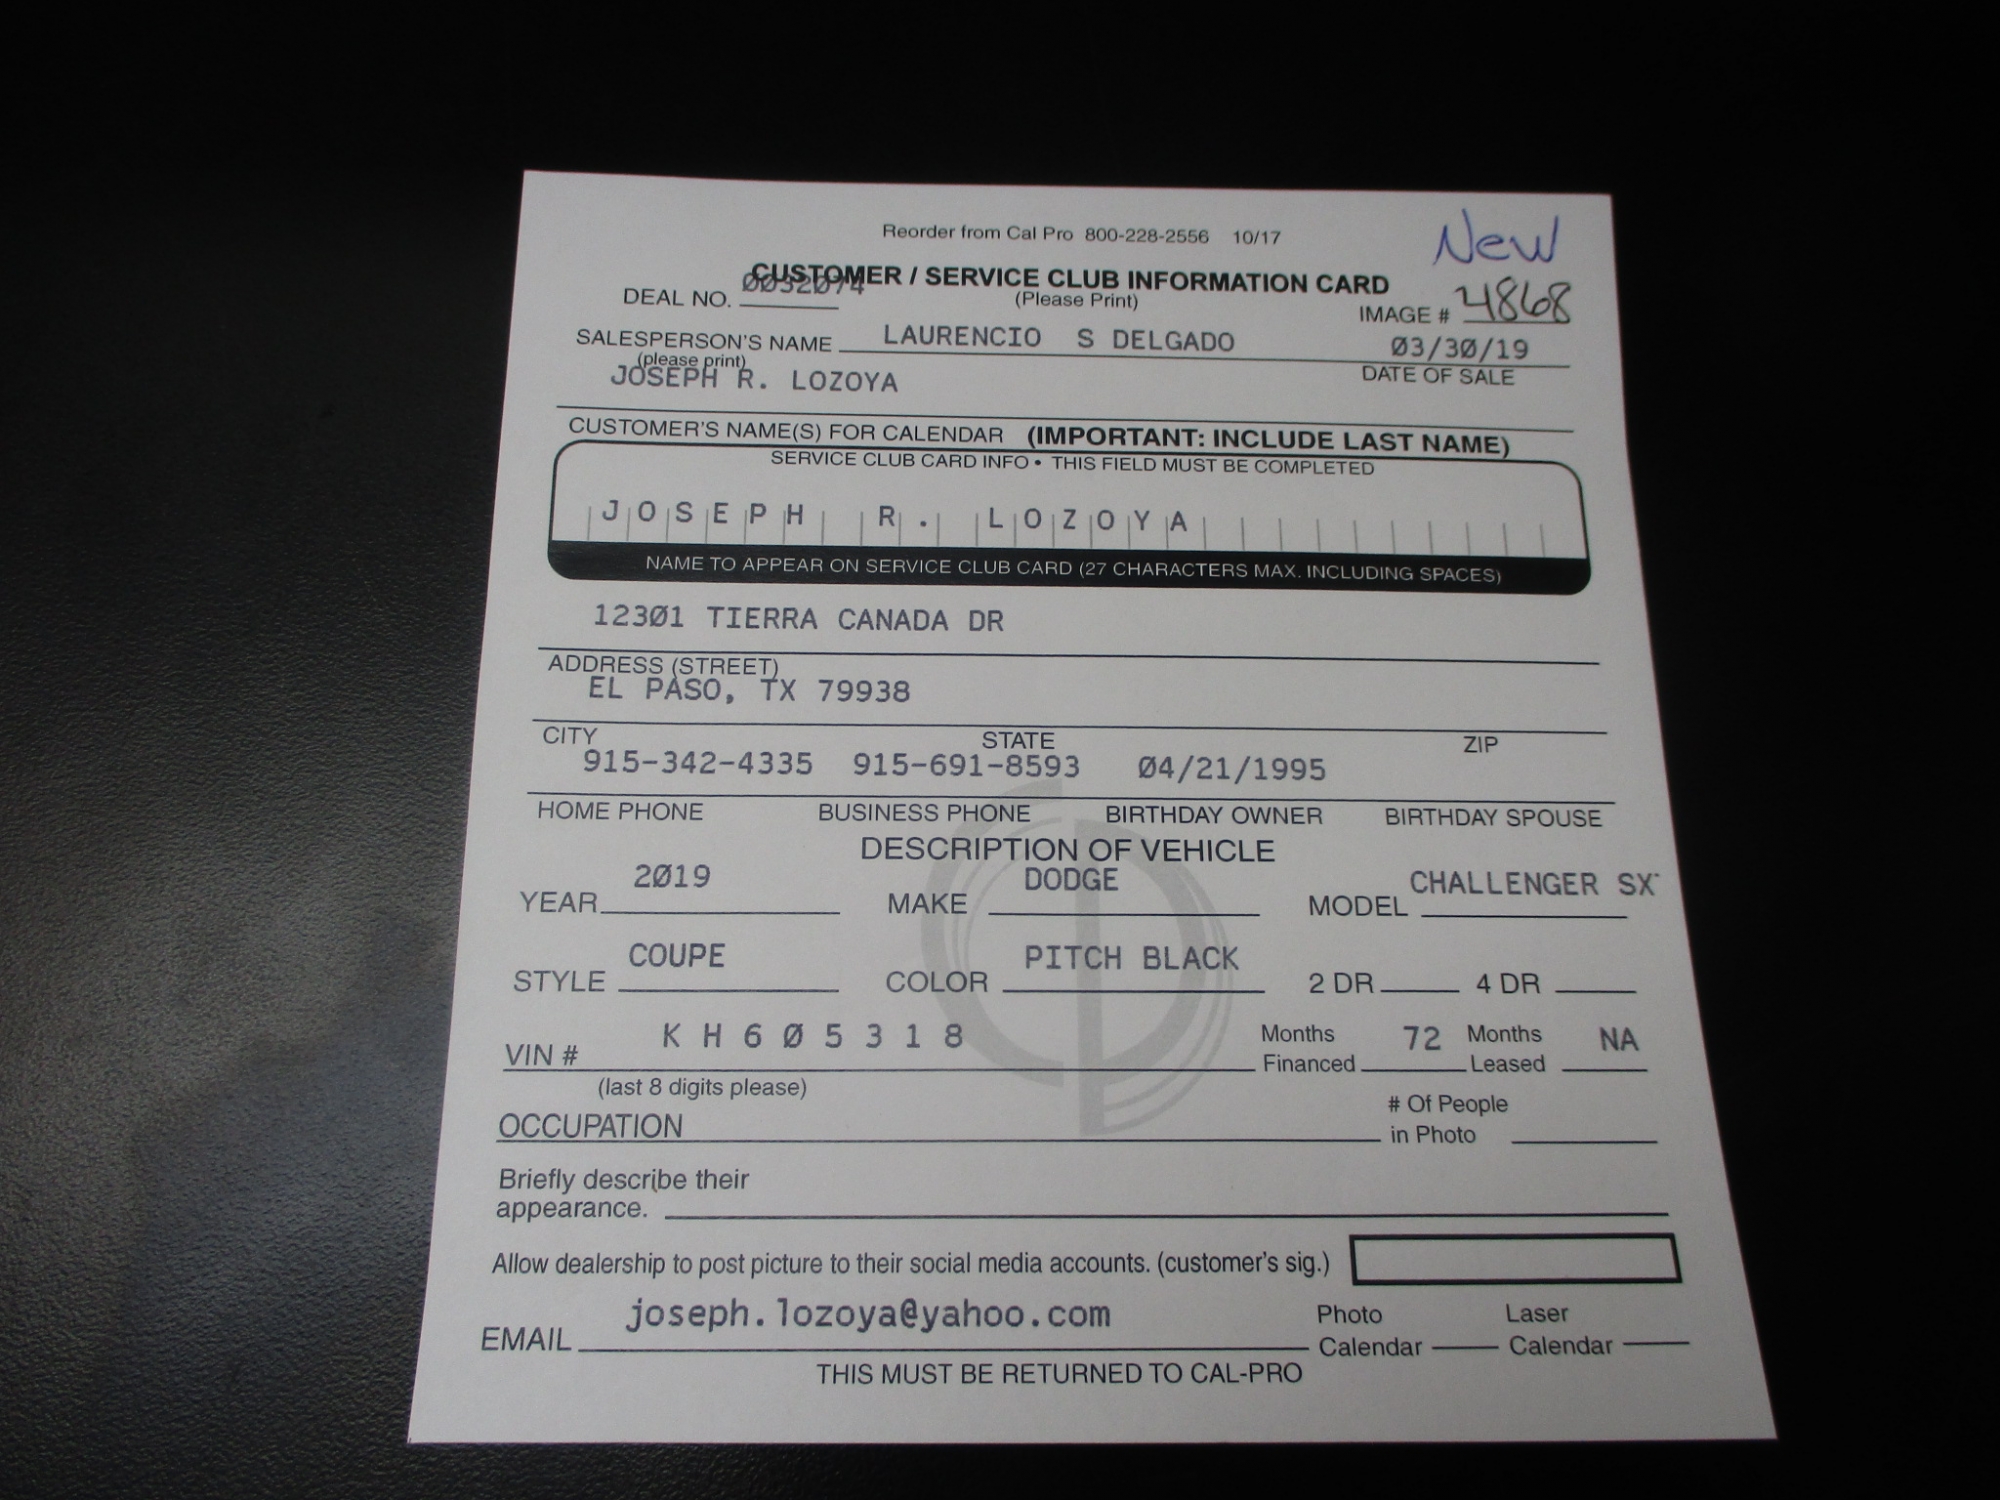 Reorder from Cal Pro 800-228-2556 10/17
New
CUSTOMER / SERVICE CLUB INFORMATION CARD
DEAL NO. 0032074 (Please Print) IMAGE # 4868
SALESPERSON'S NAME LAURENCIO S DELGADO 03/30/19
(please print) DATE OF SALE
JOSEPH R. LOZOYA
CUSTOMER'S NAME(S) FOR CALENDAR (IMPORTANT: INCLUDE LAST NAME)
SERVICE CLUB CARD INFO • THIS FIELD MUST BE COMPLETED
JOSEPH R. LOZOYA
NAME TO APPEAR ON SERVICE CLUB CARD (27 CHARACTERS MAX. INCLUDING SPACES)
12301 TIERRA CANADA DR
ADDRESS (STREET)
EL PASO, TX 79938
CITY STATE ZIP
915-342-4335 915-691-8593 04/21/1995
HOME PHONE BUSINESS PHONE BIRTHDAY OWNER BIRTHDAY SPOUSE
DESCRIPTION OF VEHICLE
YEAR 2019 MAKE DODGE MODEL CHALLENGER SX
STYLE COUPE COLOR PITCH BLACK 2 DR 4 DR
VIN # K H 6 0 5 3 1 8 Months Financed 72 Months Leased NA
(last 8 digits please)
OCCUPATION # Of People in Photo
Briefly describe their
appearance.
Allow dealership to post picture to their social media accounts. (customer's sig.)
EMAIL joseph.lozoya@yahoo.com Photo Calendar Laser Calendar
THIS MUST BE RETURNED TO CAL-PRO